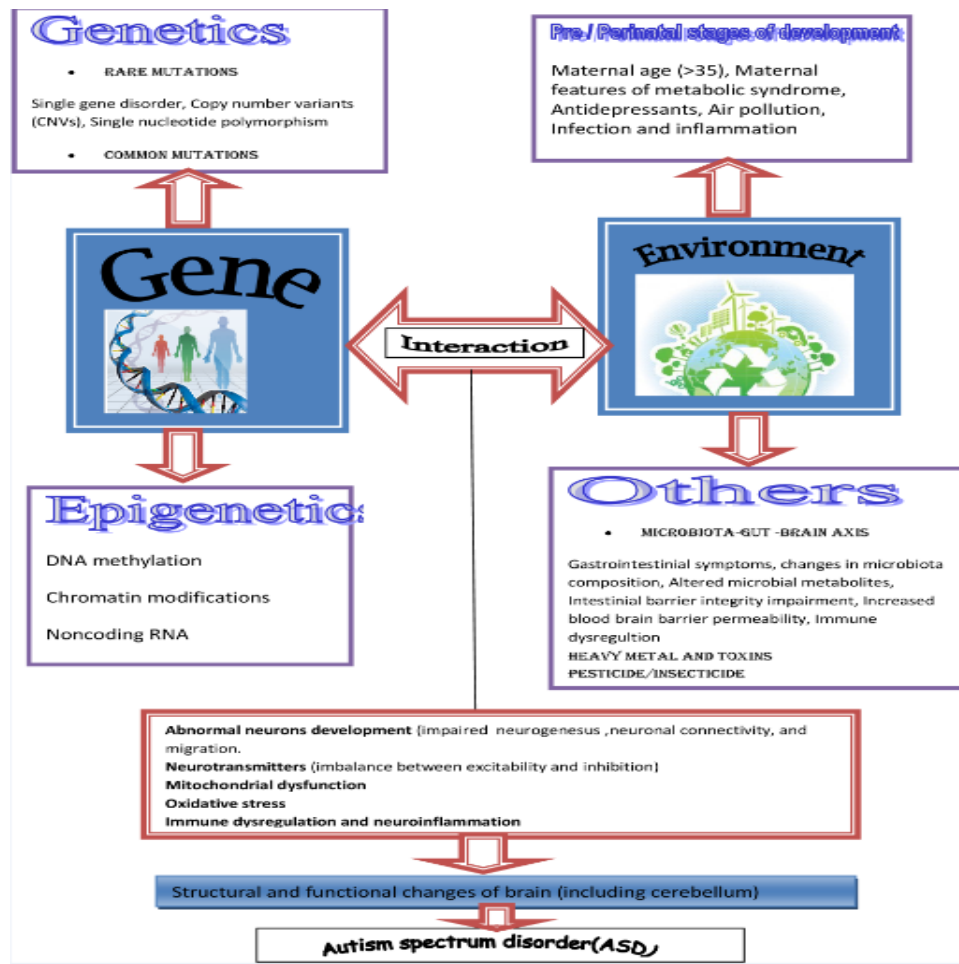 Genetics
• RARE MUTATIONS
Single gene disorder, Copy number variants
(CNVs), Single nucleotide polymorphism
• COMMON MUTATIONS
Pre / Perinatal stages of development
Maternal age (>35), Maternal
features of metabolic syndrome,
Antidepressants, Air pollution,
Infection and inflammation
Gene
Interaction
Environment
Epigenetics
DNA methylation
Chromatin modifications
Noncoding RNA
Others
• MICROBIOTA-GUT -BRAIN AXIS
Gastrointestinial symptoms, changes in microbiota
composition, Altered microbial metabolites,
Intestinial barrier integrity impairment, Increased
blood brain barrier permeability, Immune
dysregultion
HEAVY METAL AND TOXINS
PESTICIDE/INSECTICIDE
Abnormal neurons development (impaired neurogenesus ,neuronal connectivity, and
migration.
Neurotransmitters (imbalance between excitability and inhibition)
Mitochondrial dysfunction
Oxidative stress
Immune dysregulation and neuroinflammation
Structural and functional changes of brain (including cerebellum)
Autism spectrum disorder(ASD)